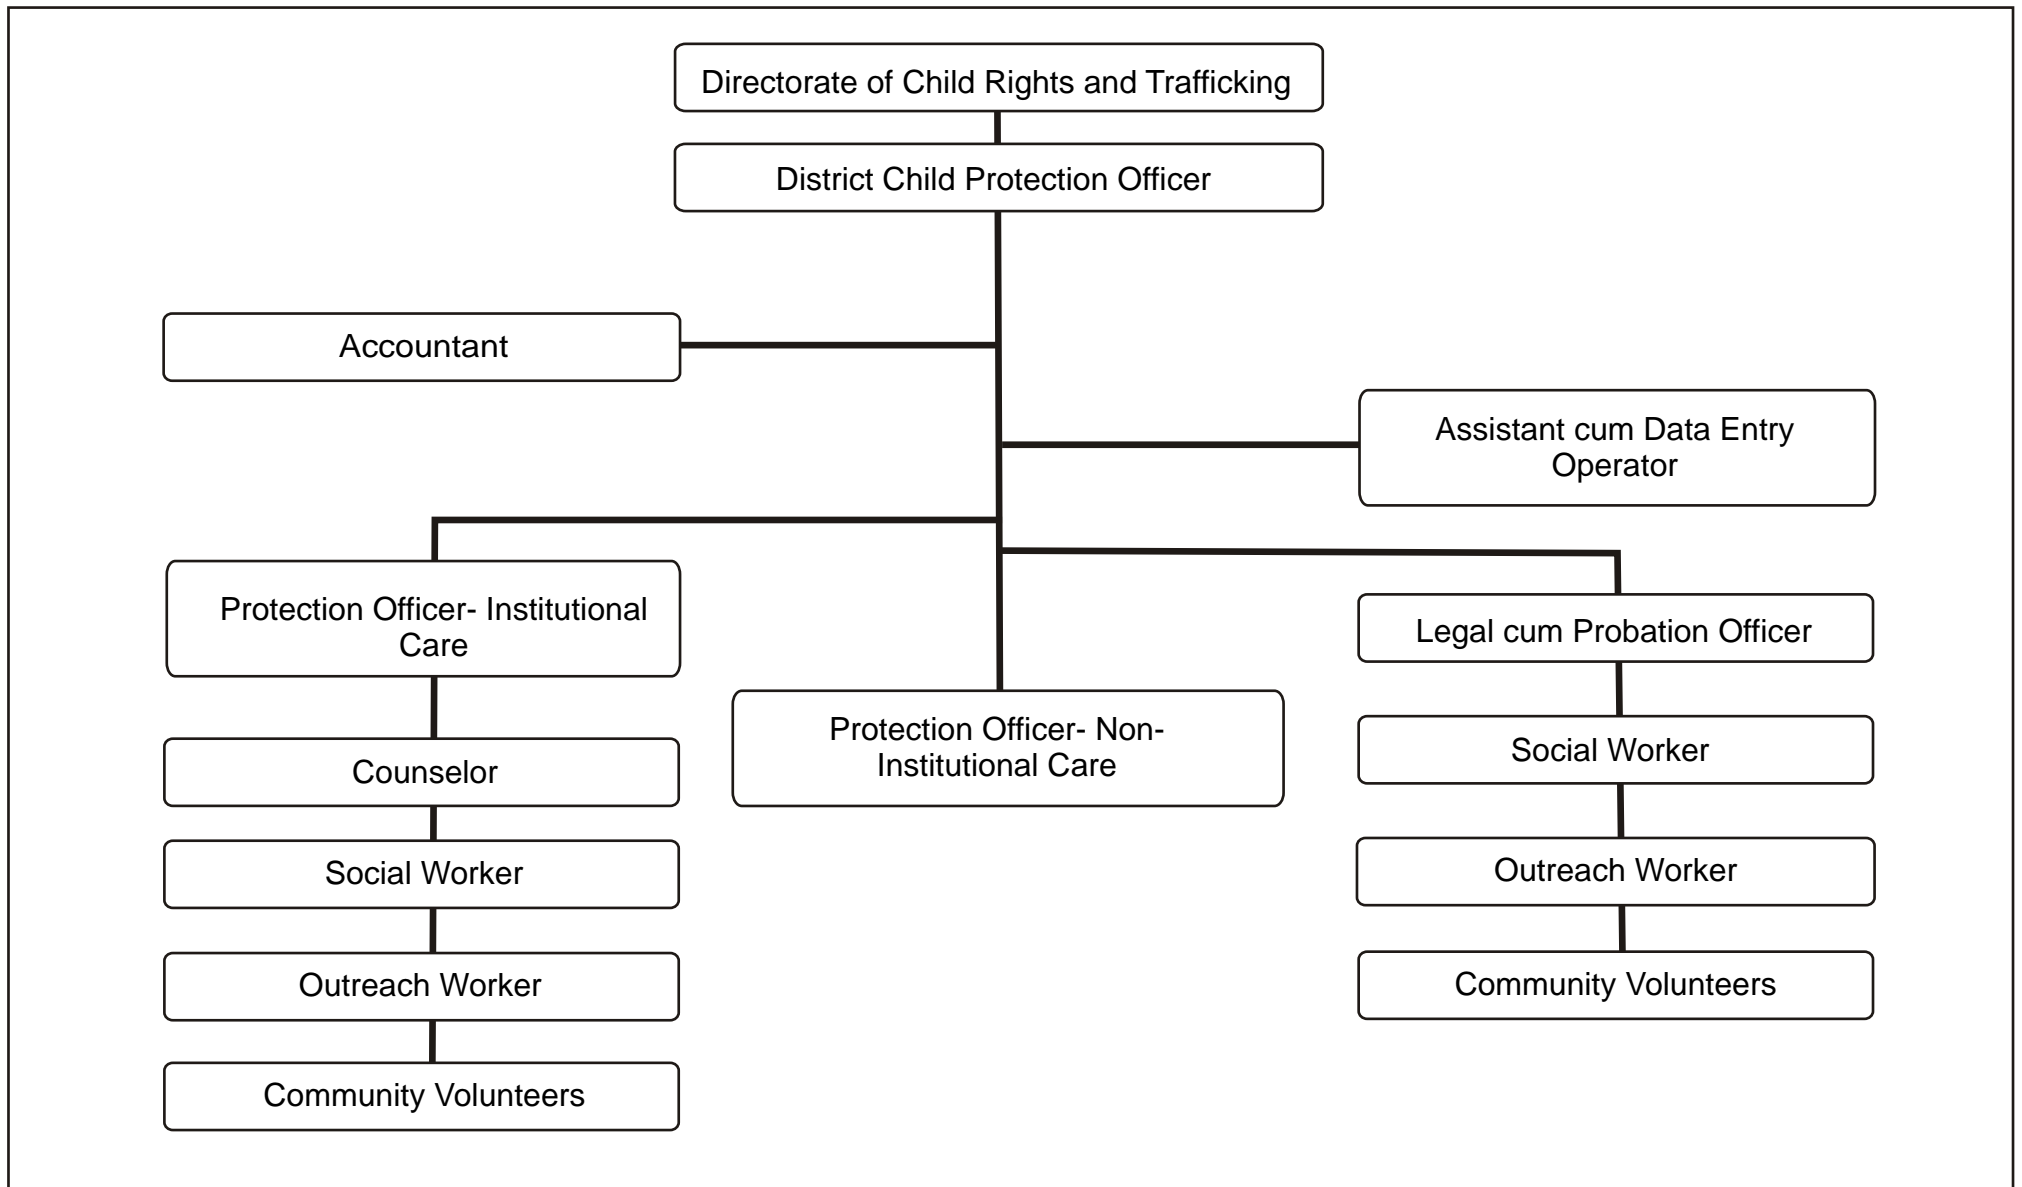 Directorate of Child Rights and Trafficking
District Child Protection Officer
Accountant
Assistant cum Data Entry
Operator
Protection Officer- Institutional
Care
Counselor
Social Worker
Outreach Worker
Community Volunteers
Protection Officer- Non-
Institutional Care
Legal cum Probation Officer
Social Worker
Outreach Worker
Community Volunteers